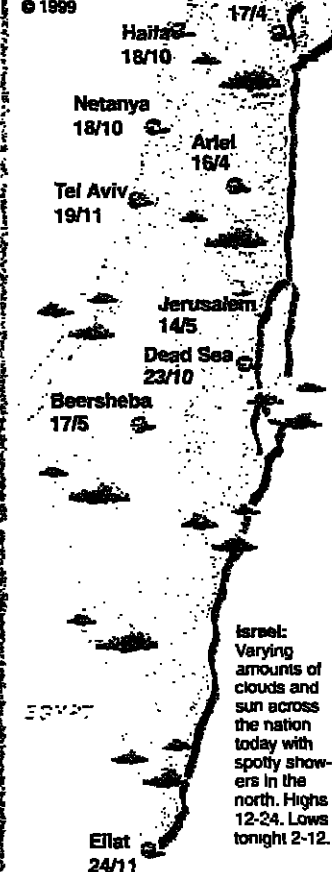 © 1999
17/4
Haifa
18/10
Netanya
18/10
Ariel
16/4
Tel Aviv
19/11
Jerusalem
14/5
Dead Sea
23/10
Beersheba
17/5
EGYPT
Israel:
Varying
amounts of
clouds and
sun across
the nation
today with
spotty show-
ers in the
north. Highs
12-24. Lows
tonight 2-12.
Eilat
24/11